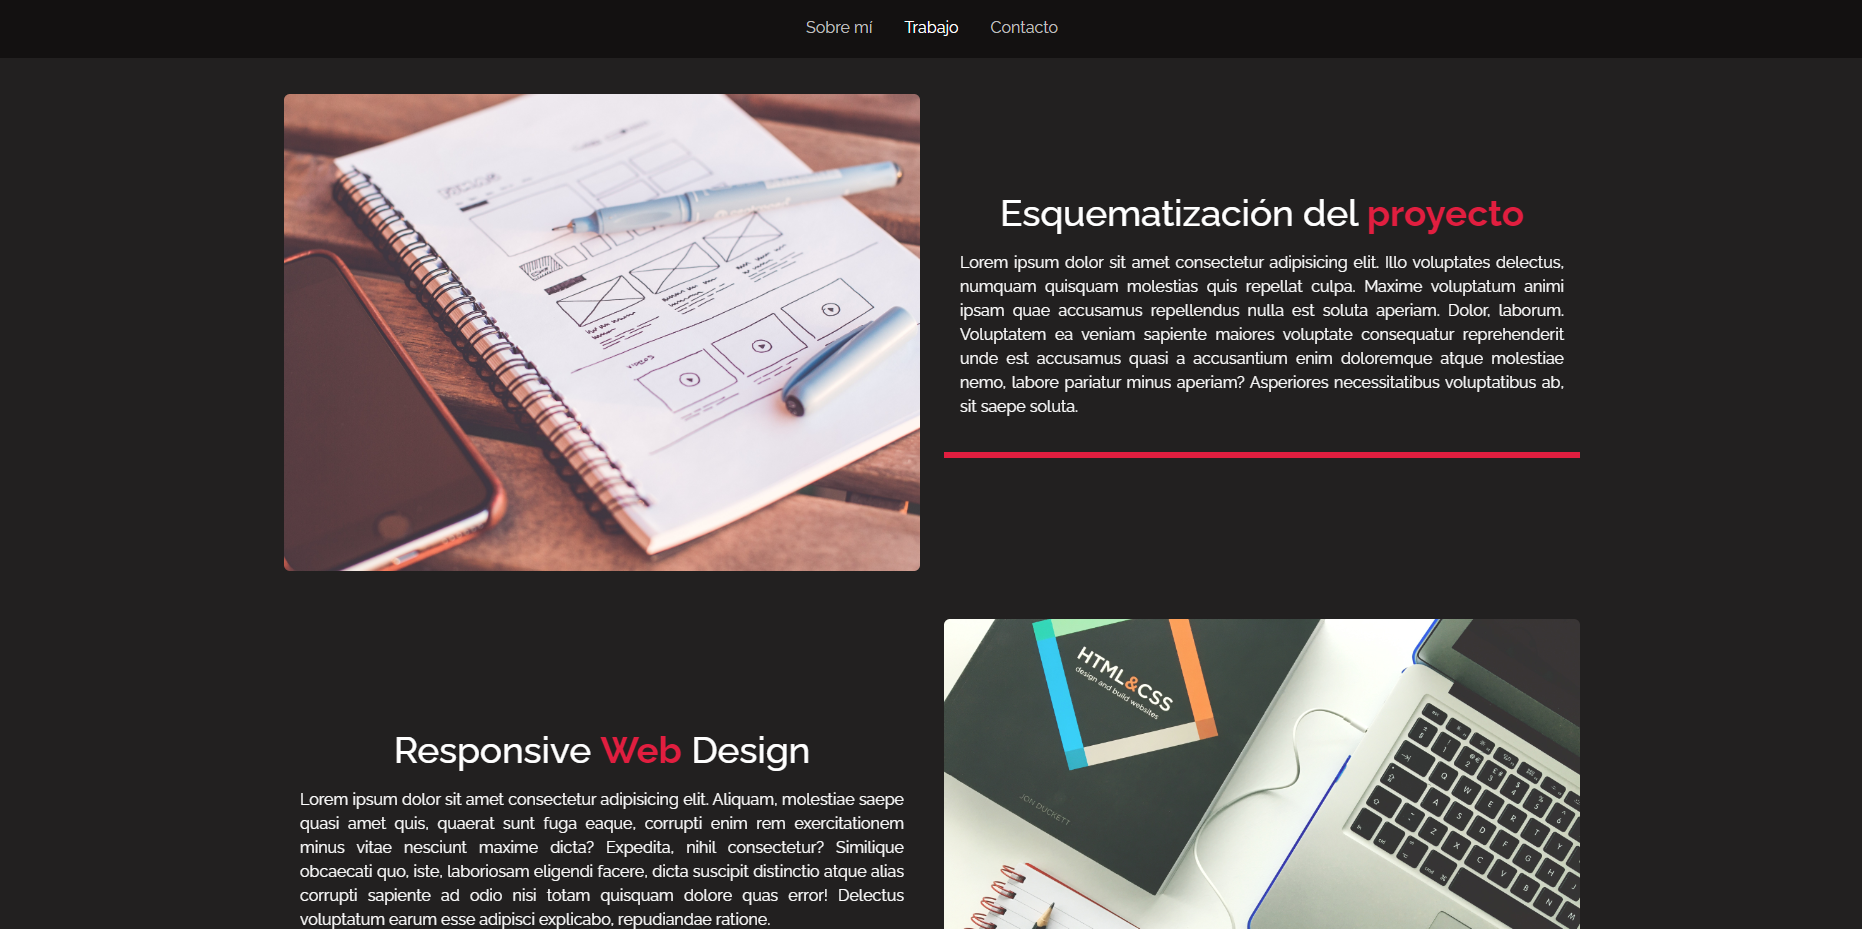 Sobre mí Trabajo Contacto
Esquematización del proyecto
Lorem ipsum dolor sit amet consectetur adipisicing elit. Illo voluptates delectus,
numquam quisquam molestias quis repellat culpa. Maxime voluptatum animi
ipsam quae accusamus repellendus nulla est soluta aperiam. Dolor, laborum.
Voluptatem ea veniam sapiente maiores voluptate consequatur reprehenderit
unde est accusamus quasi a accusantium enim doloremque atque molestiae
nemo, labore pariatur minus aperiam? Asperiores necessitatibus voluptatibus ab,
sit saepe soluta.
Responsive Web Design
Lorem ipsum dolor sit amet consectetur adipisicing elit. Aliquam, molestiae saepe
quasi amet quis, quaerat sunt fuga eaque, corrupti enim rem exercitationem
minus vitae nesciunt maxime dicta? Expedita, nihil consectetur? Similique
obcaecati quo, iste, laboriosam eligendi facere, dicta suscipit distinctio atque alias
corrupti sapiente ad odio nisi totam quisquam dolore quas error! Delectus
voluptatum earum esse adipisci explicabo, repudiandae ratione.
HTML&CSS
design and build websites
JON DUCKETT